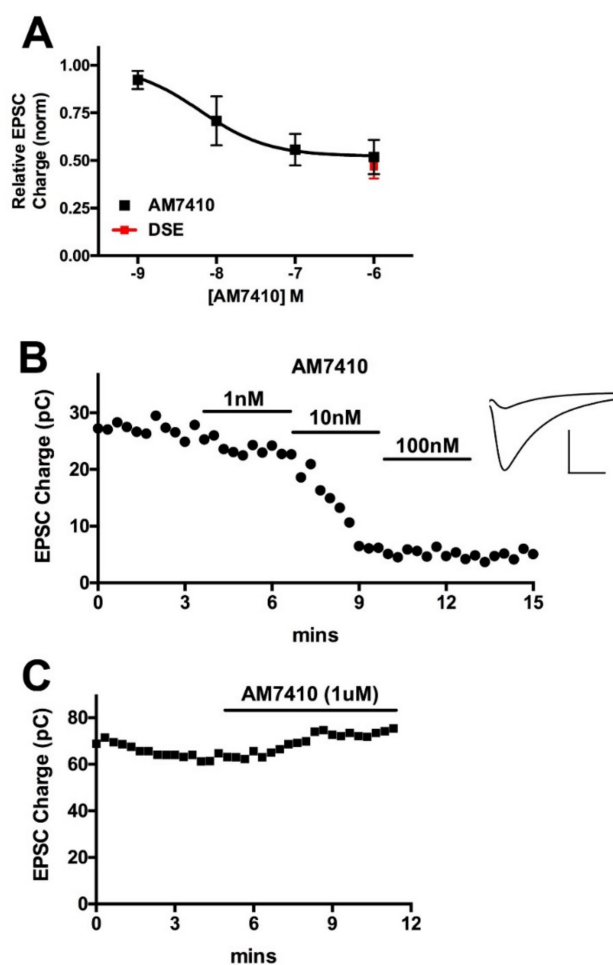 A
Relative EPSC
Charge (norm)
1.00
0.75
0.50
0.25
0.00
AM7410
DSE
-9 -8 -7 -6
[AM7410] M
B
AM7410
EPSC Charge (pC)
30
20
10
0
1nM
10nM
100nM
0 3 6 9 12 15
mins
C
AM7410 (1uM)
EPSC Charge (pC)
80
60
40
20
0
0 3 6 9 12
mins